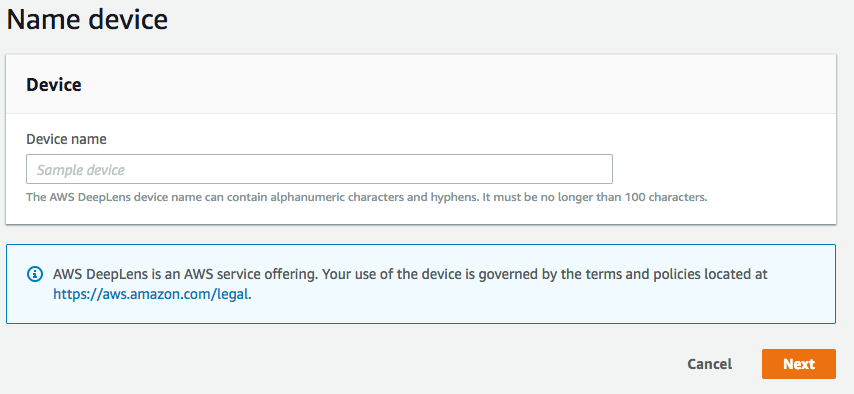 Name device
Device
Device name
Sample device
The AWS DeepLens device name can contain alphanumeric characters and hyphens. It must be no longer than 100 characters.
AWS DeepLens is an AWS service offering. Your use of the device is governed by the terms and policies located at
https://aws.amazon.com/legal.
Cancel
Next